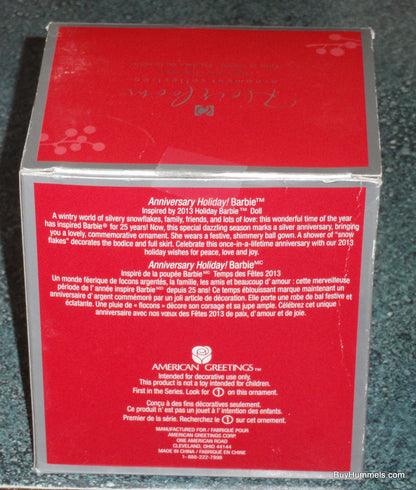 Heirloom
ornament collection
Anniversary Holiday! Barbie™
Inspired by 2013 Holiday Barbie™ Doll
A wintry world of silvery snowflakes, family, friends, and lots of love: this wonderful time of the year
has inspired Barbie® for 25 years! Now, this special dazzling season marks a silver anniversary, bringing
you a lovely, commemorative ornament. She wears a festive, shimmery ball gown. A shower of "snow
flakes" decorates the bodice and full skirt. Celebrate this once-in-a-lifetime anniversary with our 2013
holiday wishes for peace, love and joy.
Anniversary Holiday! Barbie MC
Inspiré de la poupée Barbie MC Temps des Fêtes 2013
Un monde féerique de flocons argentés, la famille, les amis et beaucoup d'amour : cette merveilleuse
période de l'année inspire Barbie MD depuis 25 ans! Ce temps éblouissant marque maintenant un
anniversaire d'argent commémoré par un joli article de décoration. Elle porte une robe de bal festive et
éclatante. Une pluie de « flocons » décore son corsage et sa jupe ample. Célébrez cet unique
anniversaire avec nos vœux des Fêtes 2013 de paix, d'amour et de joie.
AMERICAN GREETINGS™
Intended for decorative use only.
This product is not a toy intended for children.
First in the Series. Look for 1 on this ornament.
Conçu à des fins décoratives seulement.
Ce produit n'est pas un jouet à l'intention des enfants.
Premier de la série. Recherchez le 1 sur cet ornement.
MANUFACTURED FOR / FABRIQUÉ POUR
AMERICAN GREETINGS CORP.
ONE AMERICAN ROAD
CLEVELAND, OHIO 44144
MADE IN CHINA / FABRIQUÉ EN CHINE
1-888-222-7898
BuyHummels.com